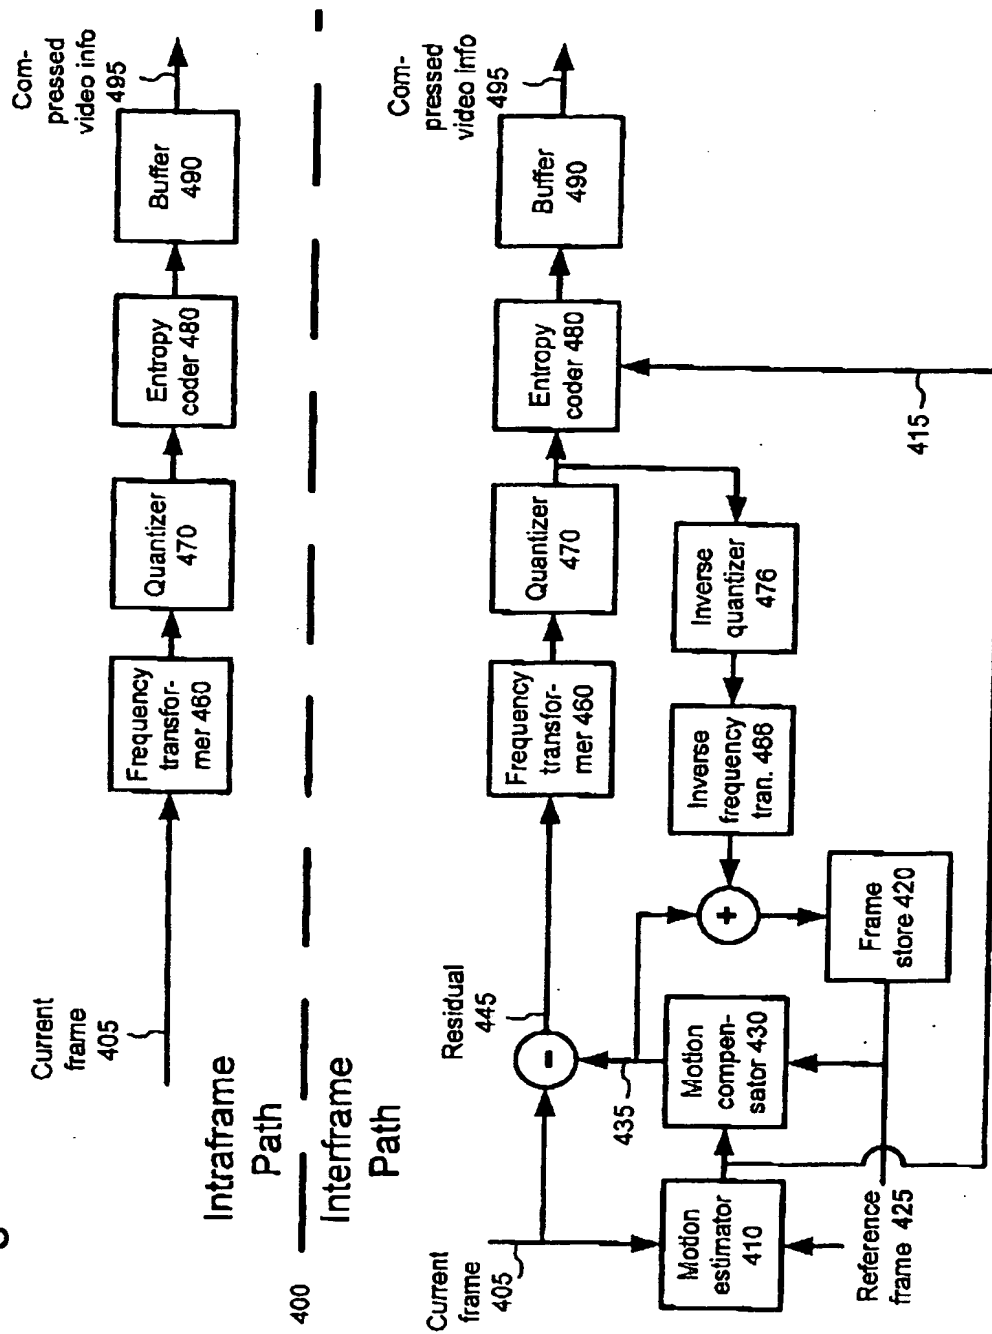 Current
frame
405
Frequency
transfor-
mer 460
Quantizer
470
Entropy
coder 480
Buffer
490
Com-
pressed
video info
495
Intraframe
Path
400
Interframe
Path
Current
frame
405
Residual
445
-
Frequency
transfor-
mer 460
Quantizer
470
Entropy
coder 480
Buffer
490
Com-
pressed
video info
495
435
Motion
estimator
410
Motion
compen-
sator 430
+
Inverse
frequency
tran. 466
Inverse
quantizer
476
415
Frame
store 420
Reference
frame 425